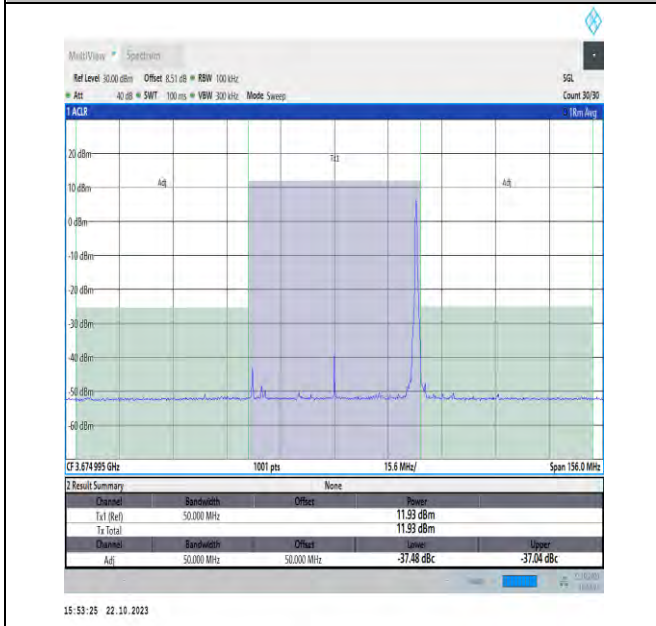 MultiView Spectrum
Ref Level 30.00 dBm Offset 8.51 dB RBW 100 kHz SGL
Att 40 dB SWT 100 ms VBW 300 kHz Mode Sweep Count 30/30
1 ACLR 1Rm Avg
20 dBm
Tx1
Adj Adj
10 dBm
0 dBm
-10 dBm
-20 dBm
-30 dBm
-40 dBm
-50 dBm
-60 dBm
CF 3.674 995 GHz 1001 pts 15.6 MHz/ Span 156.0 MHz
2 Result Summary None
Channel Bandwidth Offset Power
Tx1 (Ref) 50.000 MHz 11.93 dBm
Tx Total 11.93 dBm
Channel Bandwidth Offset Lower Upper
Adj 50.000 MHz 50.000 MHz -37.48 dBc -37.04 dBc
15:53:25 22.10.2023